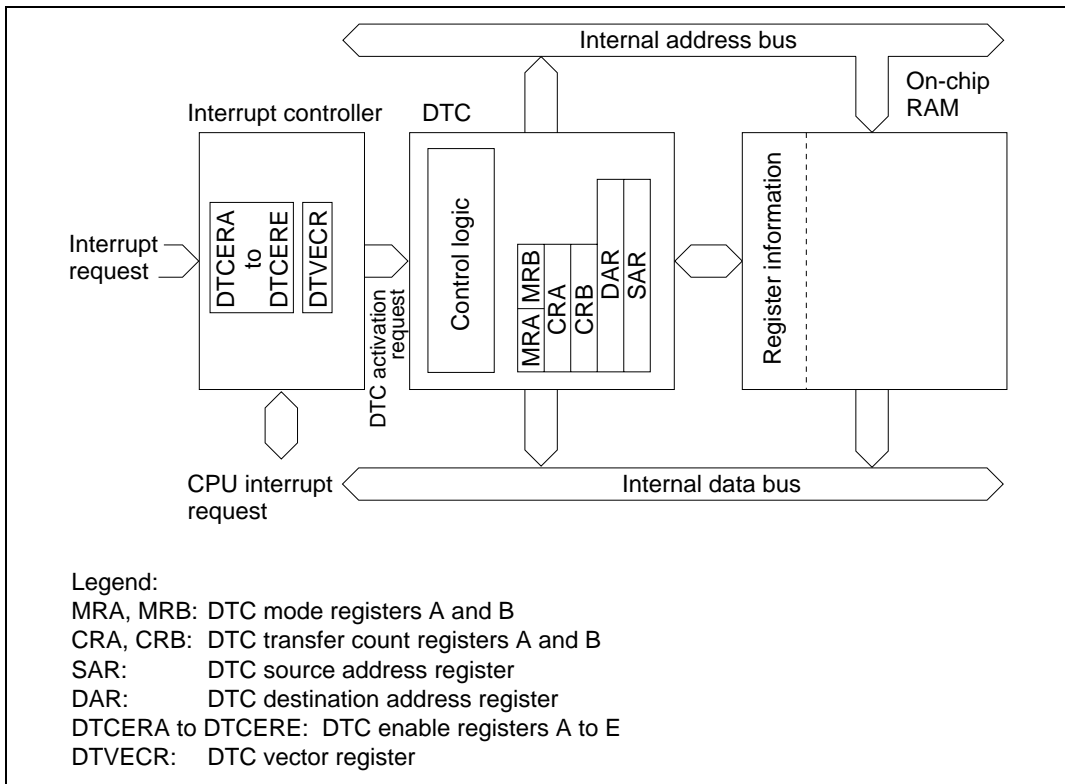 Internal address bus
On-chip
RAM
Interrupt controller
DTC
Interrupt
request
DTCERA
to
DTCERE
DTVECR
DTC activation
request
Control logic
MRA MRB
CRA
CRB
DAR
SAR
Register information
CPU interrupt
request
Internal data bus
Legend:
MRA, MRB: DTC mode registers A and B
CRA, CRB: DTC transfer count registers A and B
SAR: DTC source address register
DAR: DTC destination address register
DTCERA to DTCERE: DTC enable registers A to E
DTVECR: DTC vector register